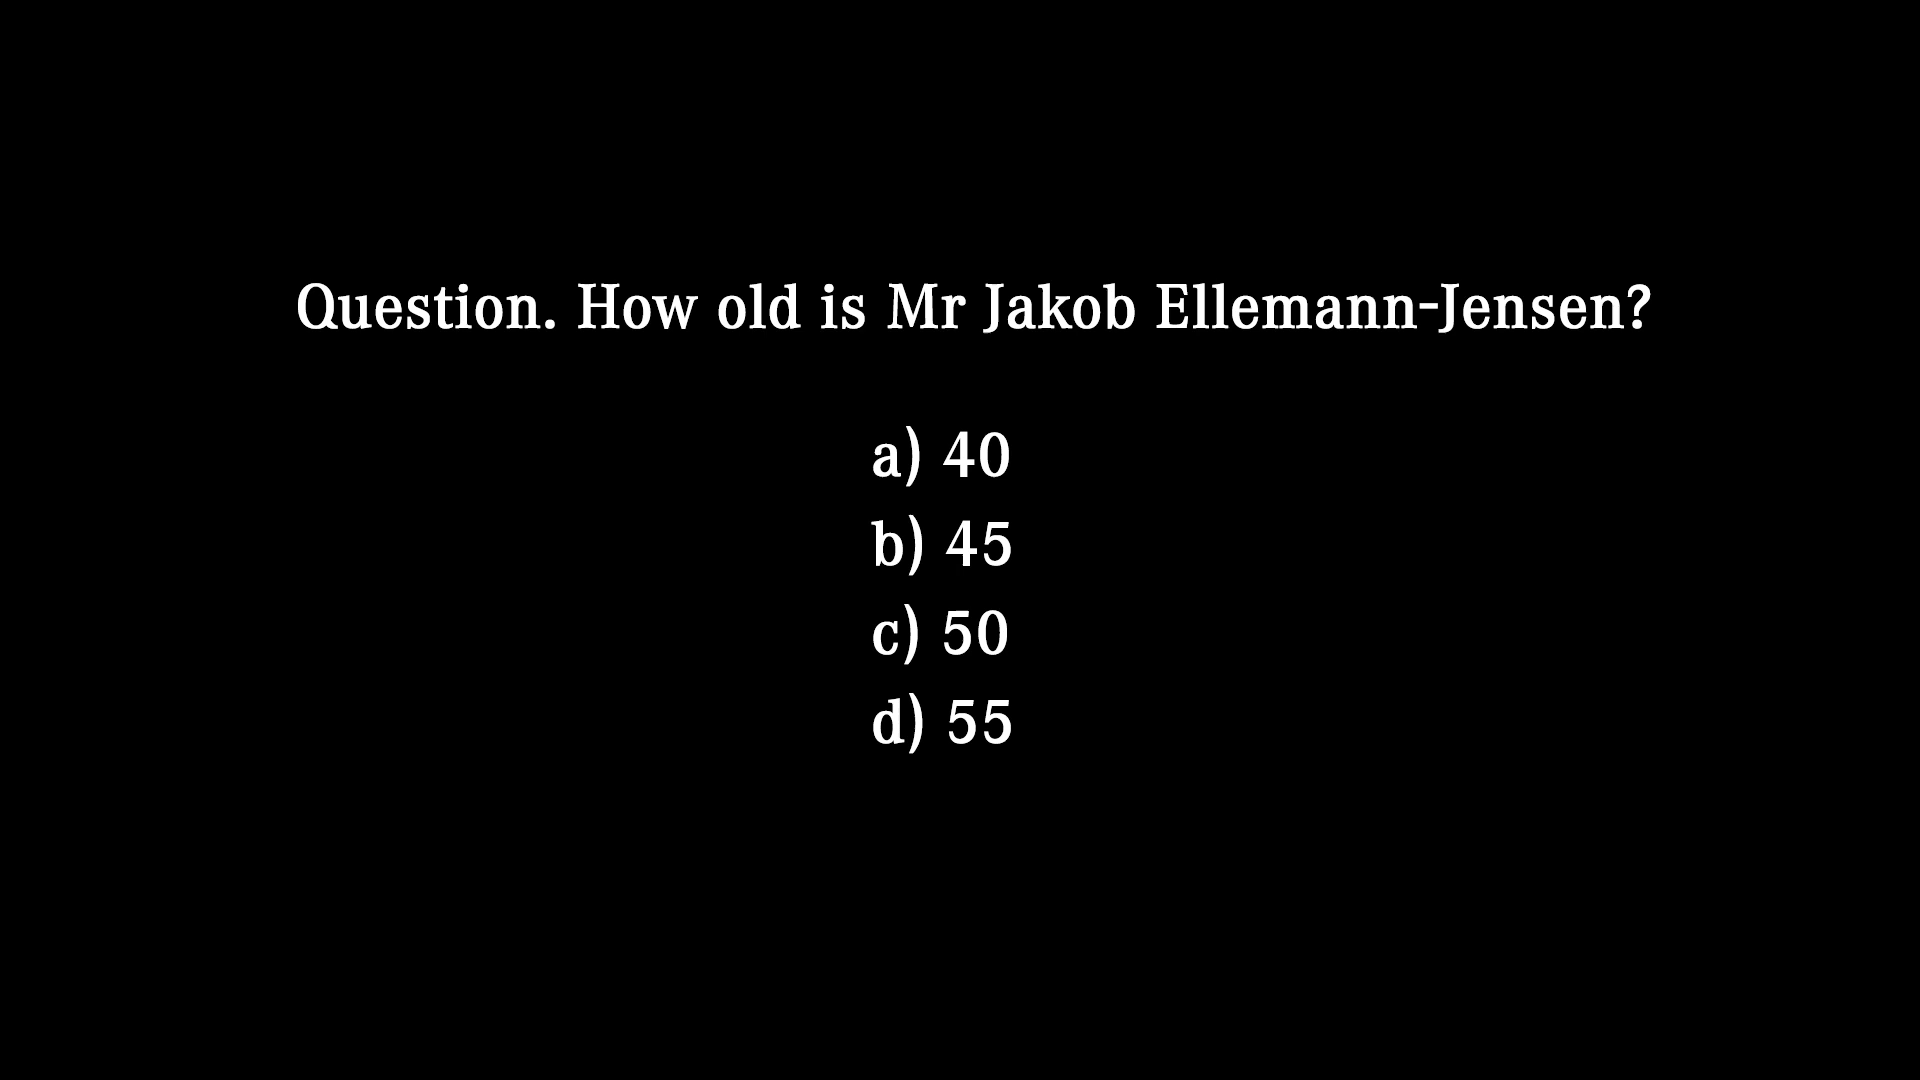 Question. How old is Mr Jakob Ellemann-Jensen?
a) 40
b) 45
c) 50
d) 55